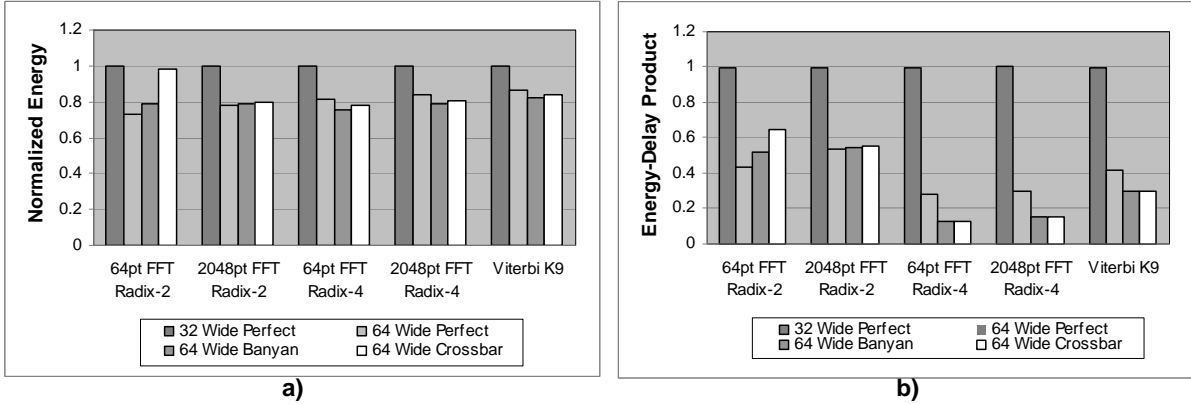 Normalized Energy
1.2
1
0.8
0.6
0.4
0.2
0
64pt FFT
Radix-2
2048pt FFT
Radix-2
64pt FFT
Radix-4
2048pt FFT
Radix-4
Viterbi K9
32 Wide Perfect
64 Wide Perfect
64 Wide Banyan
64 Wide Crossbar
a)
Energy-Delay Product
1.2
1
0.8
0.6
0.4
0.2
0
64pt FFT
Radix-2
2048pt FFT
Radix-2
64pt FFT
Radix-4
2048pt FFT
Radix-4
Viterbi K9
32 Wide Perfect
64 Wide Perfect
64 Wide Banyan
64 Wide Crossbar
b)